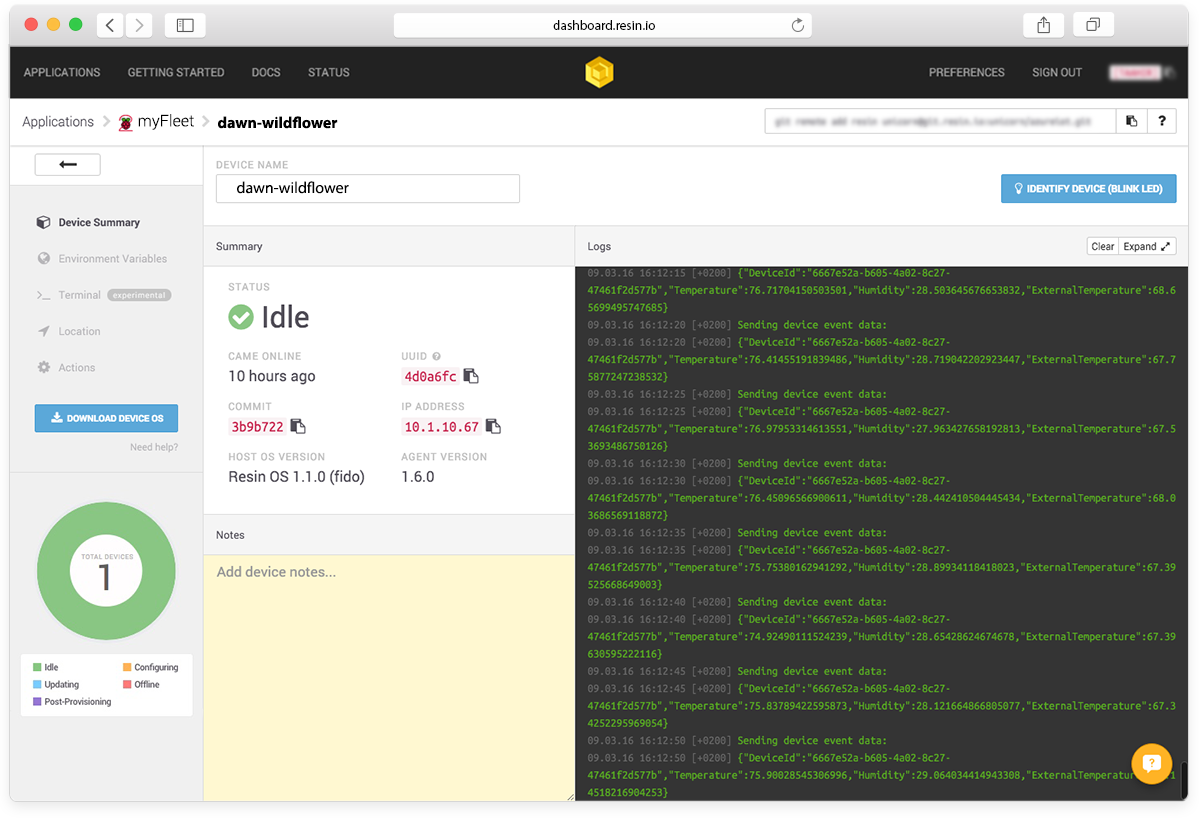 dashboard.resin.io
APPLICATIONS GETTING STARTED DOCS STATUS PREFERENCES SIGN OUT
Applications myFleet dawn-wildflower ?
DEVICE NAME
dawn-wildflower
IDENTIFY DEVICE (BLINK LED)
Device Summary
Environment Variables
>_ Terminal experimental
Location
Actions
DOWNLOAD DEVICE OS
Need help?
TOTAL DEVICES
1
Idle Configuring
Updating Offline
Post-Provisioning
Summary
STATUS
Idle
CAME ONLINE UUID ?
10 hours ago 4d0a6fc
COMMIT IP ADDRESS
3b9b722 10.1.10.67
HOST OS VERSION AGENT VERSION
Resin OS 1.1.0 (fido) 1.6.0
Notes
Add device notes...
Logs Clear Expand
09.03.16 16:12:15 [+0200] {"DeviceId":"6667e52a-b605-4a02-8c27-
47461f2d577b","Temperature":76.71704150503501,"Humidity":28.503645676653832,"ExternalTemperature":68.6
5699495747685}
09.03.16 16:12:20 [+0200] Sending device event data:
09.03.16 16:12:20 [+0200] {"DeviceId":"6667e52a-b605-4a02-8c27-
47461f2d577b","Temperature":76.41455191839486,"Humidity":28.719042202923447,"ExternalTemperature":67.7
5877247238532}
09.03.16 16:12:25 [+0200] Sending device event data:
09.03.16 16:12:25 [+0200] {"DeviceId":"6667e52a-b605-4a02-8c27-
47461f2d577b","Temperature":76.97953314613551,"Humidity":27.963427658192813,"ExternalTemperature":67.5
3693486750126}
09.03.16 16:12:30 [+0200] Sending device event data:
09.03.16 16:12:30 [+0200] {"DeviceId":"6667e52a-b605-4a02-8c27-
47461f2d577b","Temperature":76.45096566900611,"Humidity":28.442410504445434,"ExternalTemperature":68.0
3686569118872}
09.03.16 16:12:35 [+0200] Sending device event data:
09.03.16 16:12:35 [+0200] {"DeviceId":"6667e52a-b605-4a02-8c27-
47461f2d577b","Temperature":75.75380162941292,"Humidity":28.89934118418023,"ExternalTemperature":67.39
525668649003}
09.03.16 16:12:40 [+0200] Sending device event data:
09.03.16 16:12:40 [+0200] {"DeviceId":"6667e52a-b605-4a02-8c27-
47461f2d577b","Temperature":74.92490111524239,"Humidity":28.65428624674678,"ExternalTemperature":67.39
630595222116}
09.03.16 16:12:45 [+0200] Sending device event data:
09.03.16 16:12:45 [+0200] {"DeviceId":"6667e52a-b605-4a02-8c27-
47461f2d577b","Temperature":75.83789422595873,"Humidity":28.121664866805077,"ExternalTemperature":67.3
4252295969054}
09.03.16 16:12:50 [+0200] Sending device event data:
09.03.16 16:12:50 [+0200] {"DeviceId":"6667e52a-b605-4a02-8c27-
47461f2d577b","Temperature":75.90028545306996,"Humidity":29.064034414943308,"ExternalTemper
4518216904253}
?